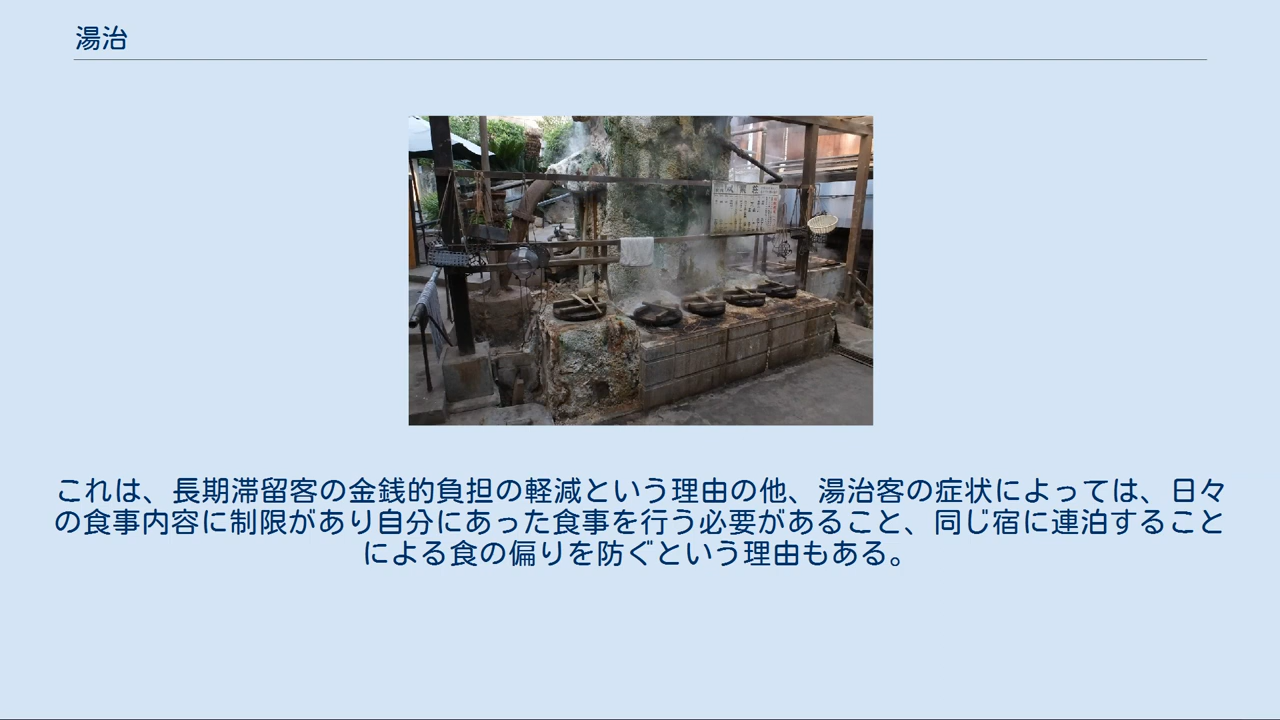 湯治
これは、長期滞留客の金銭的負担の軽減という理由の他、湯治客の症状によっては、日々
の食事内容に制限があり自分にあった食事を行う必要があること、同じ宿に連泊すること
による食の偏りを防ぐという理由もある。